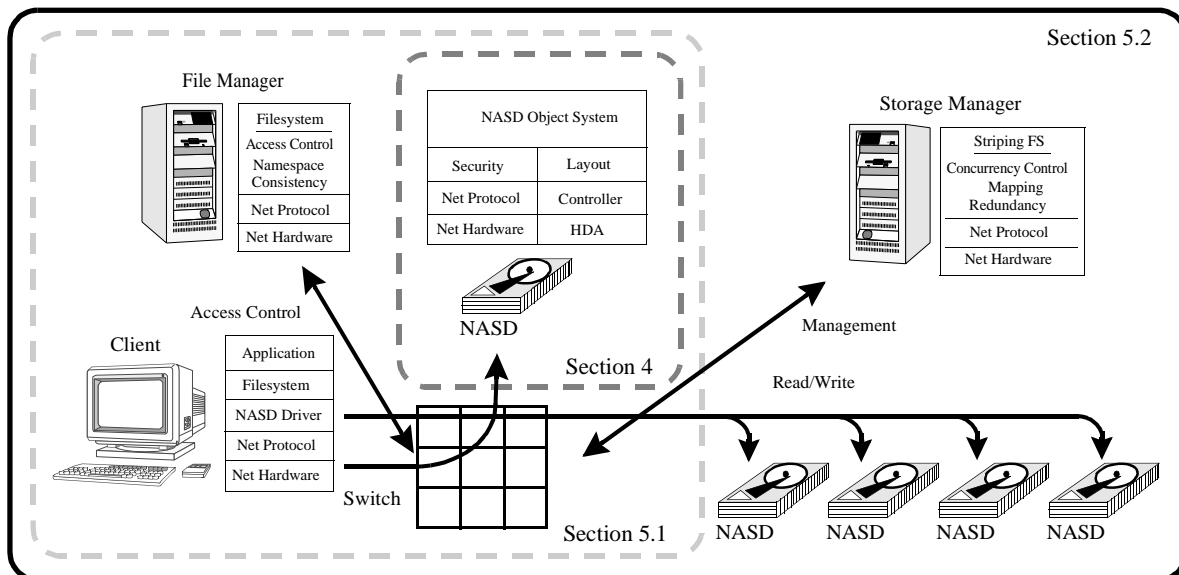 Section 5.2
File Manager
Filesystem
Access Control
Namespace
Consistency
Net Protocol
Net Hardware
NASD Object System
Security
Layout
Net Protocol
Controller
Net Hardware
HDA
NASD
Section 4
Storage Manager
Striping FS
Concurrency Control
Mapping
Redundancy
Net Protocol
Net Hardware
Access Control
Management
Client
Application
Filesystem
NASD Driver
Net Protocol
Net Hardware
Read/Write
Switch
Section 5.1
NASD
NASD
NASD
NASD